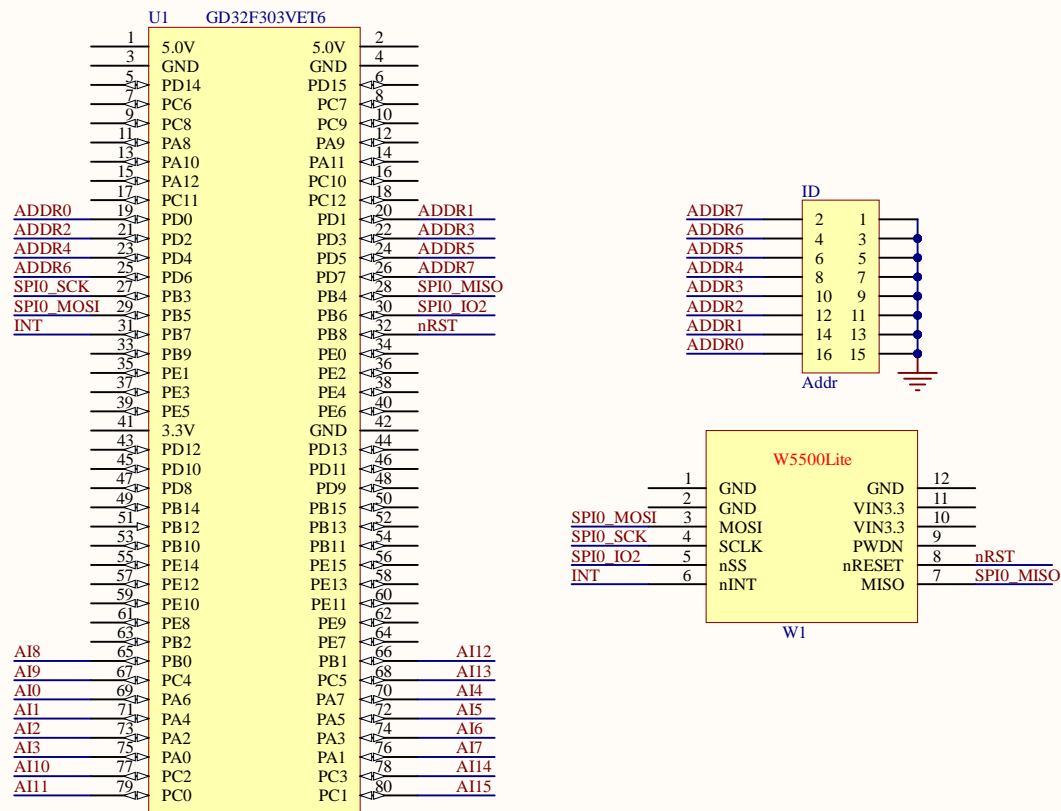 U1 GD32F303VET6
1 5.0V 5.0V 2
3 GND GND 4
5 PD14 PD15 6
7 PC6 PC7 8
9 PC8 PC9 10
11 PA8 PA9 12
13 PA10 PA11 14
15 PA12 PC10 16
17 PC11 PC12 18
ADDR0 19 PD0 PD1 20 ADDR1
ADDR2 21 PD2 PD3 22 ADDR3
ADDR4 23 PD4 PD5 24 ADDR5
ADDR6 25 PD6 PD7 26 ADDR7
SPI0_SCK 27 PB3 PB4 28 SPI0_MISO
SPI0_MOSI 29 PB5 PB6 30 SPI0_IO2
INT 31 PB7 PB8 32 nRST
33 PB9 PE0 34
35 PE1 PE2 36
37 PE3 PE4 38
39 PE5 PE6 40
41 3.3V GND 42
43 PD12 PD13 44
45 PD10 PD11 46
47 PD8 PD9 48
49 PB14 PB15 50
51 PB12 PB13 52
53 PB10 PB11 54
55 PE14 PE15 56
57 PE12 PE13 58
59 PE10 PE11 60
61 PE8 PE9 62
63 PB2 PE7 64
AI8 65 PB0 PB1 66 AI12
AI9 67 PC4 PC5 68 AI13
AI0 69 PA6 PA7 70 AI4
AI1 71 PA4 PA5 72 AI5
AI2 73 PA2 PA3 74 AI6
AI3 75 PA0 PA1 76 AI7
AI10 77 PC2 PC3 78 AI14
AI11 79 PC0 PC1 80 AI15
ID
ADDR7 2 1
ADDR6 4 3
ADDR5 6 5
ADDR4 8 7
ADDR3 10 9
ADDR2 12 11
ADDR1 14 13
ADDR0 16 15
Addr
W5500Lite
1 GND GND 12
2 GND VIN3.3 11
SPI0_MOSI 3 MOSI VIN3.3 10
SPI0_SCK 4 SCLK PWDN 9
SPI0_IO2 5 nSS nRESET 8 nRST
INT 6 nINT MISO 7 SPI0_MISO
W1